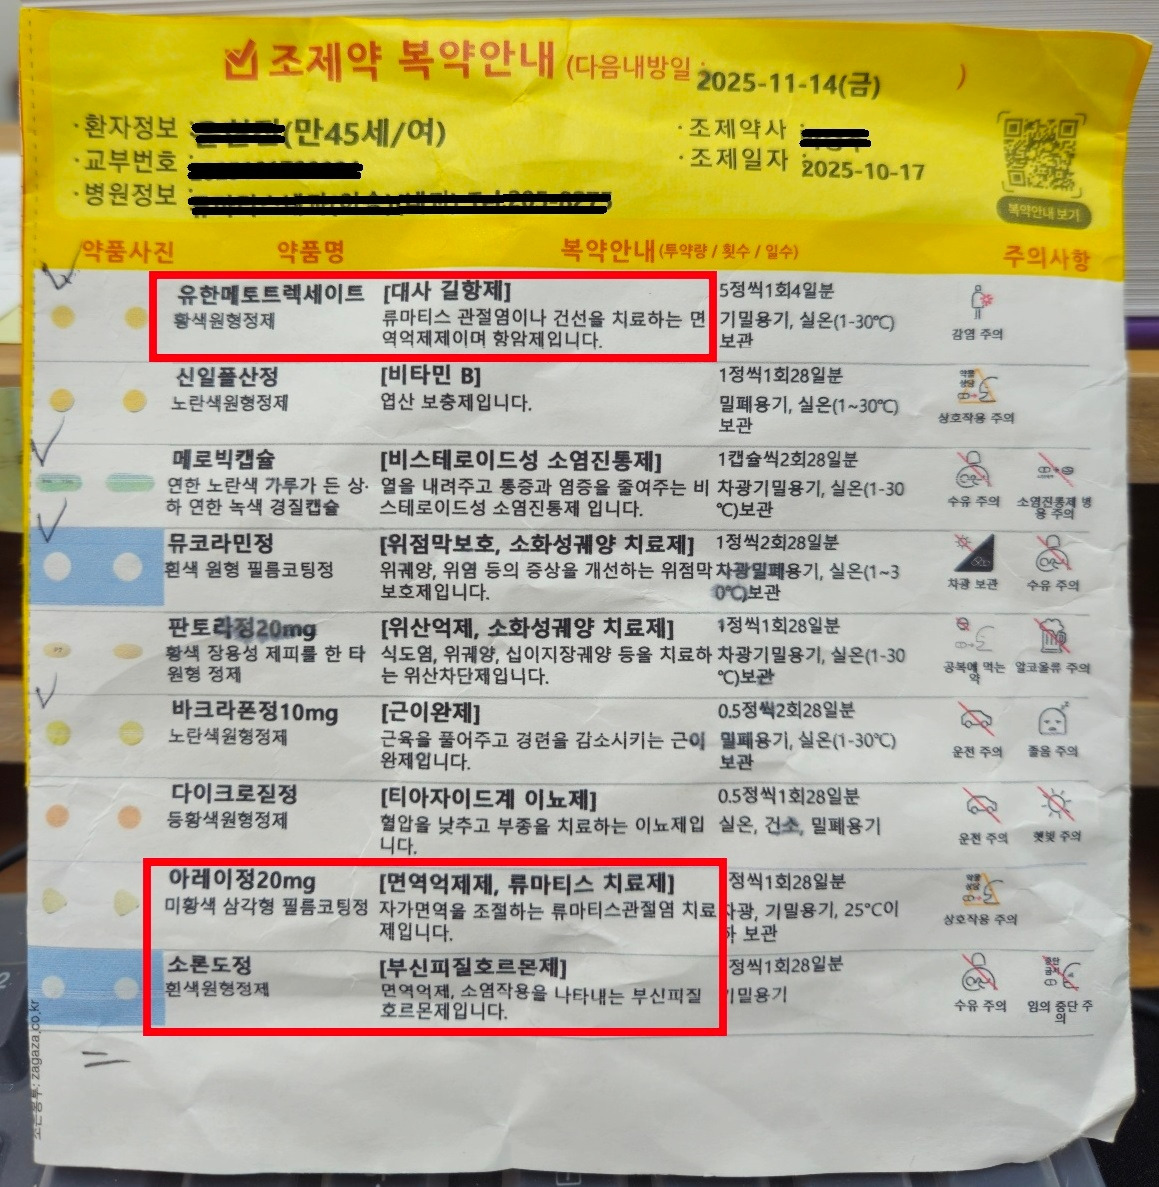 조제약 복약안내 (다음내방일 : 2025-11-14(금) )
·환자정보 : (만45세/여)
·조제약사 :
·교부번호
·조제일자 : 2025-10-17
·병원정보
복약안내 보기
약품사진 약품명 복약안내 (투약량 / 횟수 / 일수) 주의사항
유한메토트렉세이트 [대사 길항제] 5정씩1회4일분
황색원형정제 류마티스 관절염이나 건선을 치료하는 면 기밀용기, 실온(1-30℃)
역억제제이며 항암제입니다. 보관
감염 주의
신일폴산정 [비타민 B] 1정씩1회28일분
노란색원형정제 엽산 보충제입니다. 밀폐용기, 실온(1~30℃)
보관
상호작용 주의
메로빅캡슐 [비스테로이드성 소염진통제] 1캡슐씩2회28일분
연한 노란색 가루가 든 상· 열을 내려주고 통증과 염증을 줄여주는 비 차광기밀용기, 실온(1-30
하 연한 녹색 경질캡슐 스테로이드성 소염진통제 입니다. ℃)보관
수유 주의 소염진통제 병
용 주의
뮤코라민정 [위점막보호, 소화성궤양 치료제] 1정씩2회28일분
흰색 원형 필름코팅정 위궤양, 위염 등의 증상을 개선하는 위점막 차광밀폐용기, 실온(1~3
보호제입니다. 0℃)보관
차광 보관 수유 주의
판토라정20mg [위산억제, 소화성궤양 치료제] 1정씩1회28일분
황색 장용성 제피를 한 타 식도염, 위궤양, 십이지장궤양 등을 치료하 차광기밀용기, 실온(1-30
원형 정제 는 위산차단제입니다. ℃)보관
공복에 먹는 알코올류 주의
약
바크라폰정10mg [근이완제] 0.5정씩2회28일분
노란색원형정제 근육을 풀어주고 경련을 감소시키는 근이 밀폐용기, 실온(1-30℃)
완제입니다. 보관
운전 주의 졸음 주의
다이크로짇정 [티아자이드계 이뇨제] 0.5정씩1회28일분
등황색원형정제 혈압을 낮추고 부종을 치료하는 이뇨제입 실온, 건소, 밀폐용기
니다.
운전 주의 햇빛 주의
아레이정20mg [면역억제제, 류마티스 치료제] 정씩1회28일분
미황색 삼각형 필름코팅정 자가면역을 조절하는 류마티스관절염 치료 차광, 기밀용기, 25℃이
제입니다. 하 보관
상호작용 주의
소론도정 [부신피질호르몬제] 정씩1회28일분
흰색원형정제 면역억제, 소염작용을 나타내는 부신피질 기밀용기
호르몬제입니다.
수유 주의 임의 중단 주
의
zagaza.co.kr